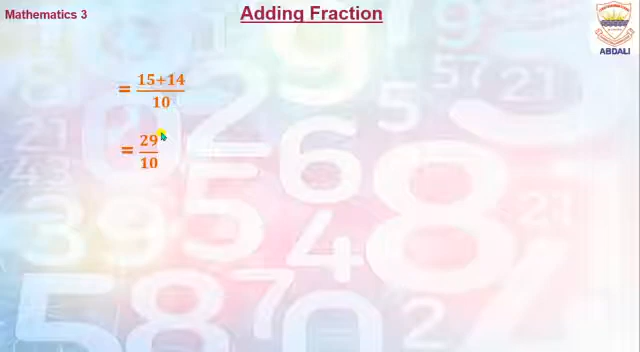 Mathematics 3
Adding Fraction
ABDALI
= 15+14
10
= 29
10